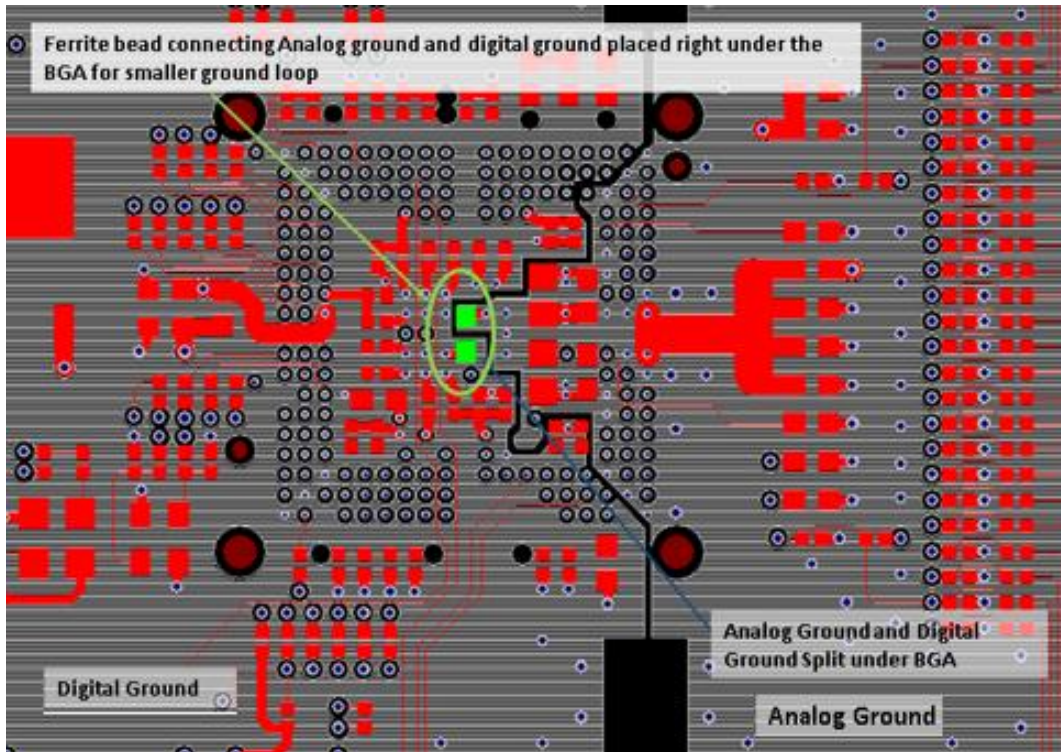 Ferrite bead connecting Analog ground and digital ground placed right under the
BGA for smaller ground loop
Analog Ground and Digital
Ground Split under BGA
Digital Ground
Analog Ground